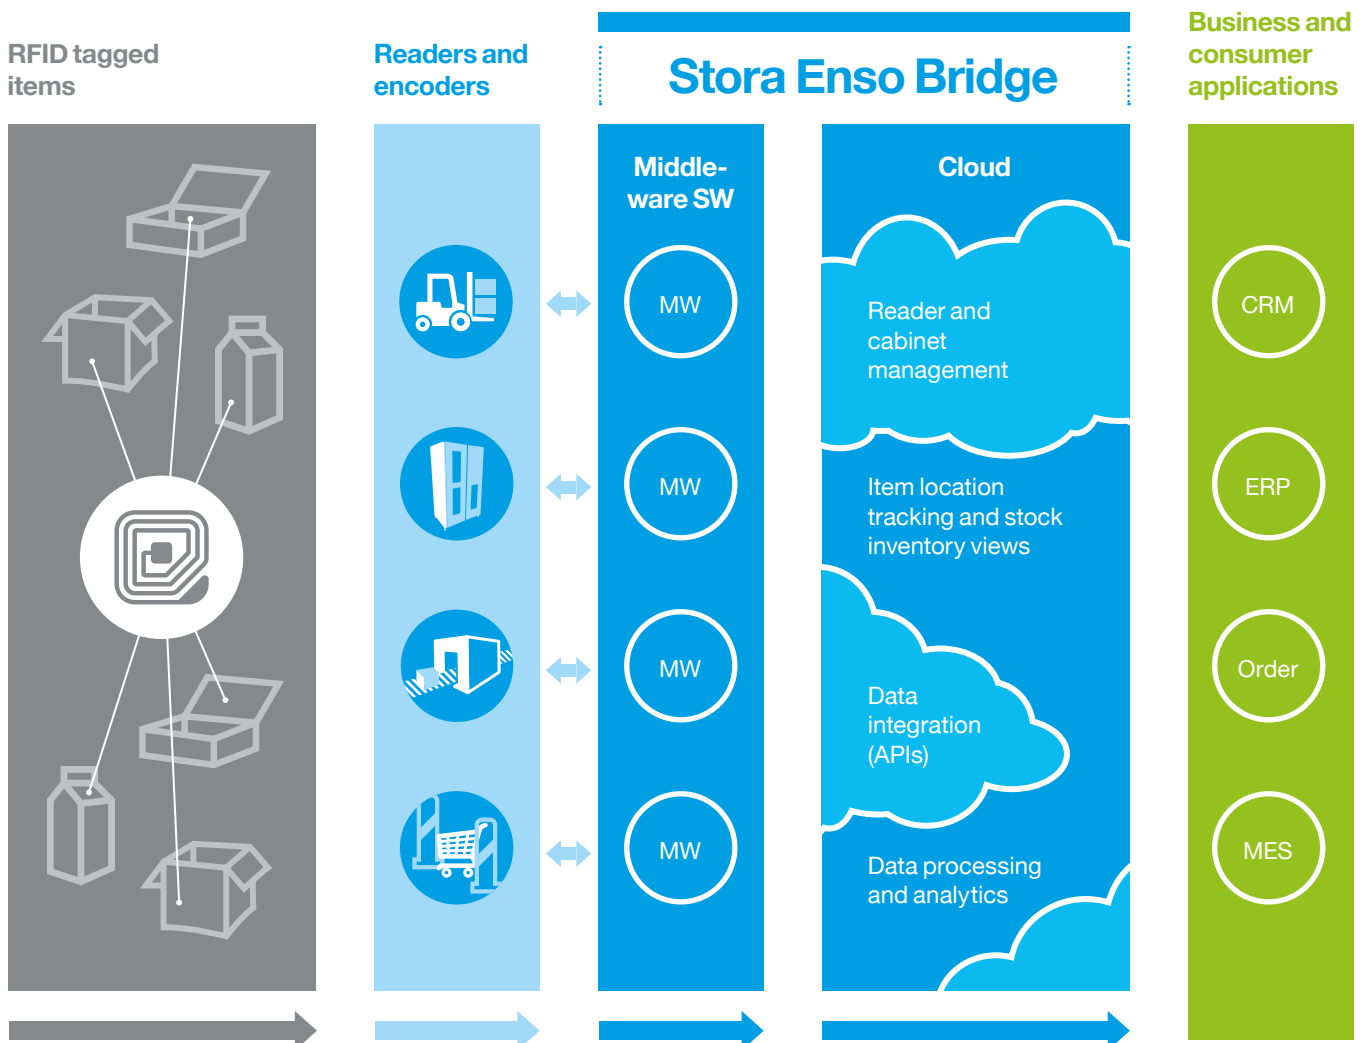 RFID tagged
items
Readers and
encoders
Stora Enso Bridge
Business and
consumer
applications
Middle-
ware SW
MW
MW
MW
MW
Cloud
Reader and
cabinet
management
Item location
tracking and stock
inventory views
Data
integration
(APIs)
Data processing
and analytics
CRM
ERP
Order
MES